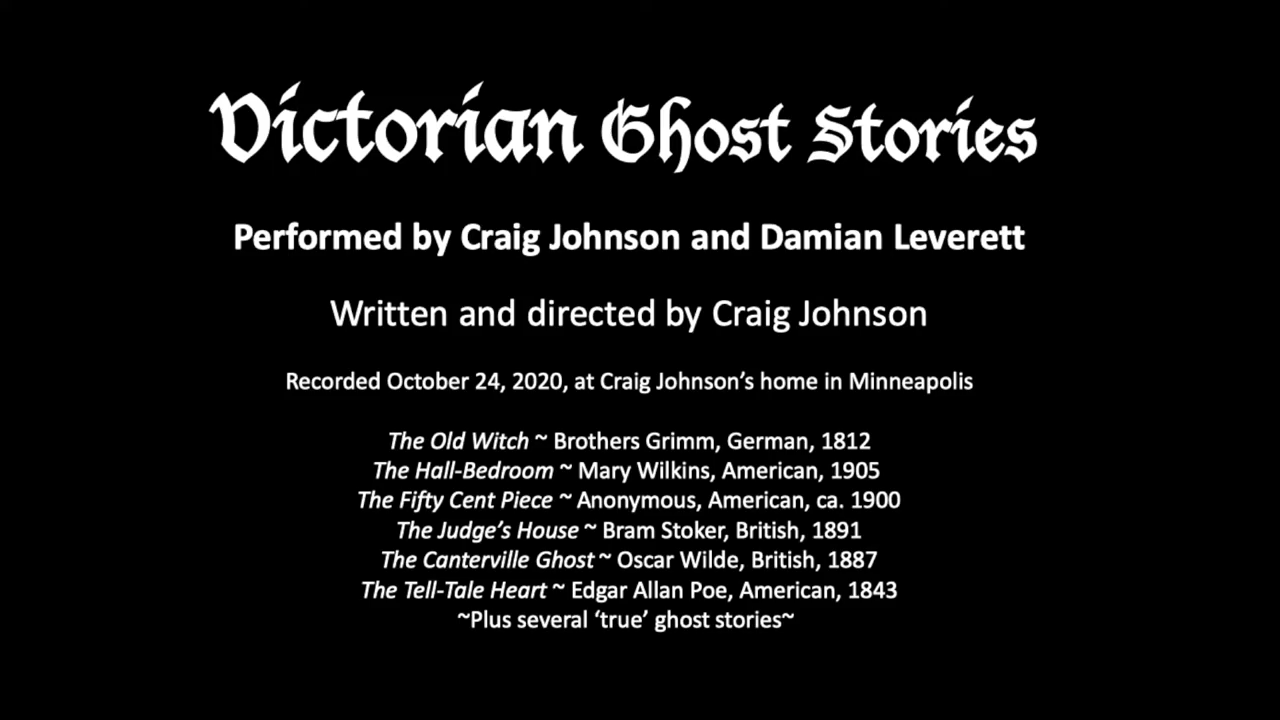 Victorian Ghost Stories
Performed by Craig Johnson and Damian Leverett
Written and directed by Craig Johnson
Recorded October 24, 2020, at Craig Johnson’s home in Minneapolis
The Old Witch ~ Brothers Grimm, German, 1812
The Hall-Bedroom ~ Mary Wilkins, American, 1905
The Fifty Cent Piece ~ Anonymous, American, ca. 1900
The Judge’s House ~ Bram Stoker, British, 1891
The Canterville Ghost ~ Oscar Wilde, British, 1887
The Tell-Tale Heart ~ Edgar Allan Poe, American, 1843
~Plus several ‘true’ ghost stories~